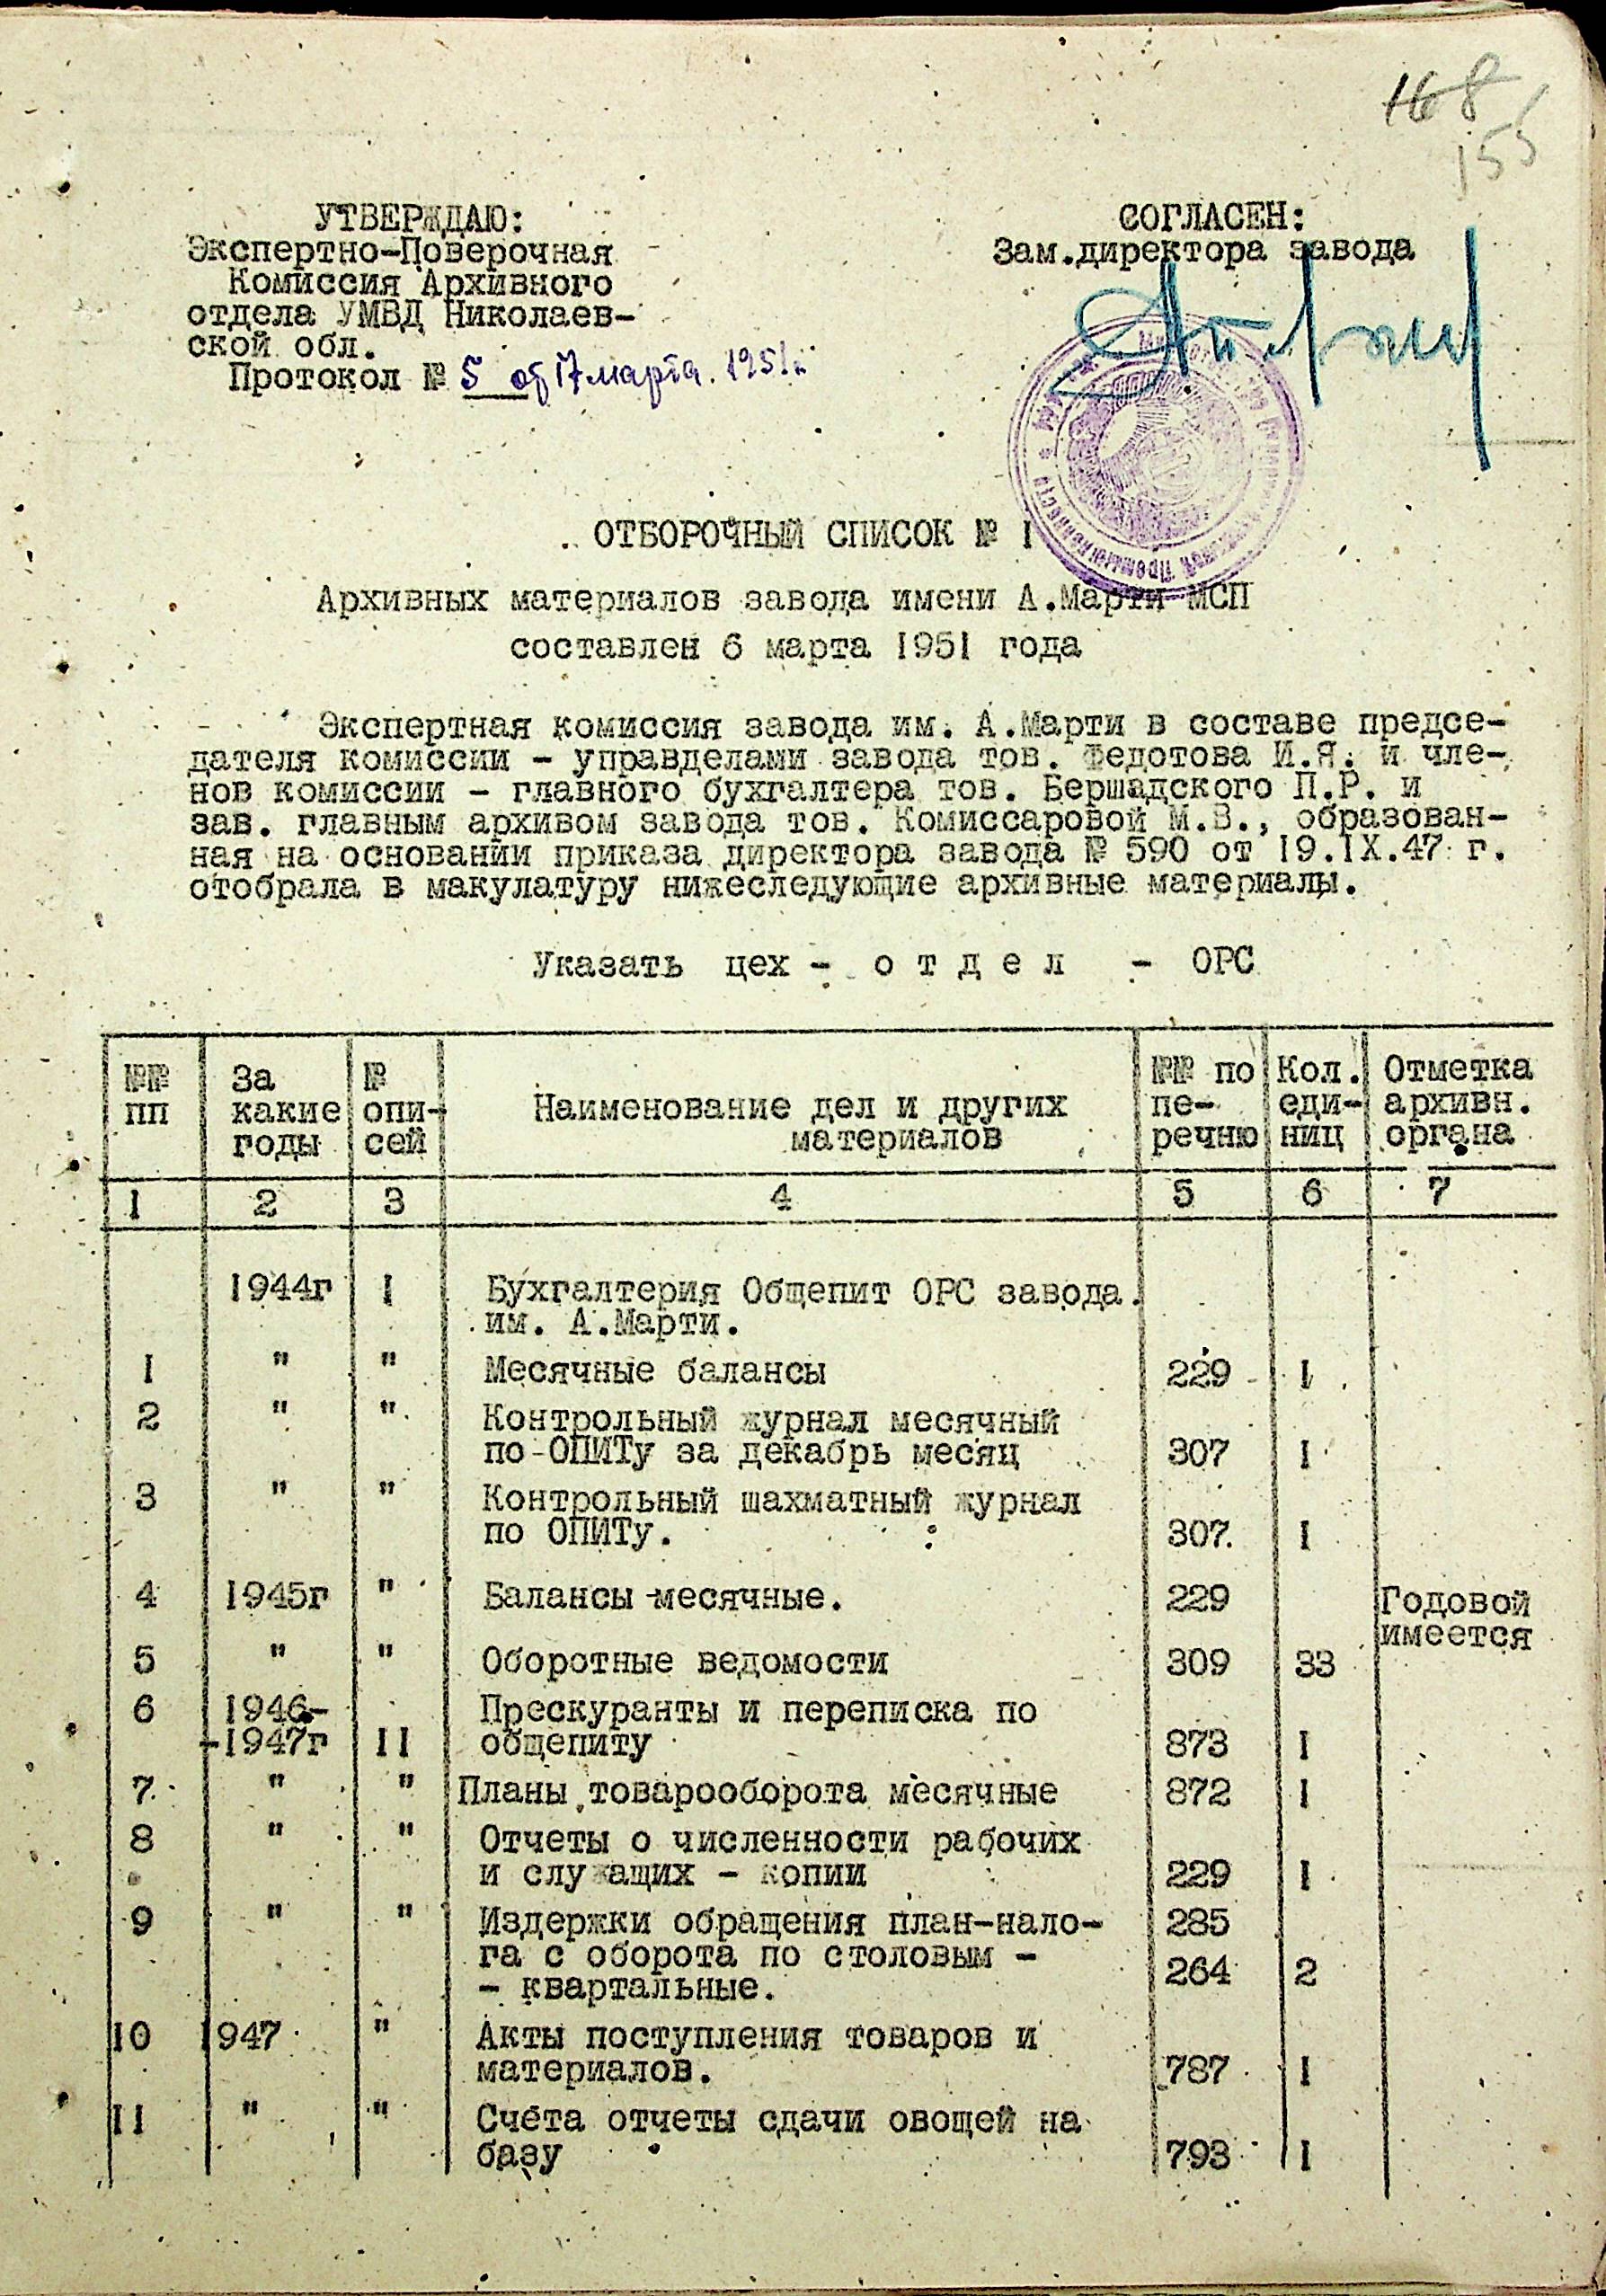 168
155
УТВЕРЖДАЮ:
Экспертно-Поверочная
Комиссия Архивного
отдела УМВД Николаев-
ской обл.
Протокол № 5 от 17 марта 1951 г.
СОГЛАСЕН:
Зам.директора завода
ОТБОРОЧНЫЙ СПИСОК № I
Архивных материалов завода имени А.Марти МСП
составлен 6 марта 1951 года
Экспертная комиссия завода им. А.Марти в составе предсе-
дателя комиссии - управделами завода тов. Федотова И.Я. и чле-
нов комиссии - главного бухгалтера тов. Бершадского П.Р. и
зав. главным архивом завода тов. Комиссаровой М.В., образован-
ная на основании приказа директора завода № 590 от 19.IX.47 г.
отобрала в макулатуру нижеследующие архивные материалы.
Указать цех - о т д е л - ОРС
№№ пп | За какие годы | № опи-сей | Наименование дел и других материалов | №№ по пе-речню | Кол. еди-ниц | Отметка архивн. органа
1 2 3 4 5 6 7
1944г I Бухгалтерия Общепит ОРС завода
им. А.Марти.
I " " Месячные балансы 229 I
2 " " Контрольный журнал месячный
по ОПИТу за декабрь месяц 307 I
3 " " Контрольный шахматный журнал
по ОПИТу. 307 I
4 1945г " Балансы месячные. 229 Годовой
имеется
5 " " Оборотные ведомости 309 33
6 1946- Прескуранты и переписка по
-1947г II общепиту 873 I
7 " " Планы товарооборота месячные 872 I
8 " " Отчеты о численности рабочих
и служащих - копии 229 I
9 " " Издержки обращения план-нало- 285
га с оборота по столовым -
- квартальные. 264 2
10 1947 " Акты поступления товаров и
материалов. 787 I
II " " Счета отчеты сдачи овощей на
базу 793 I